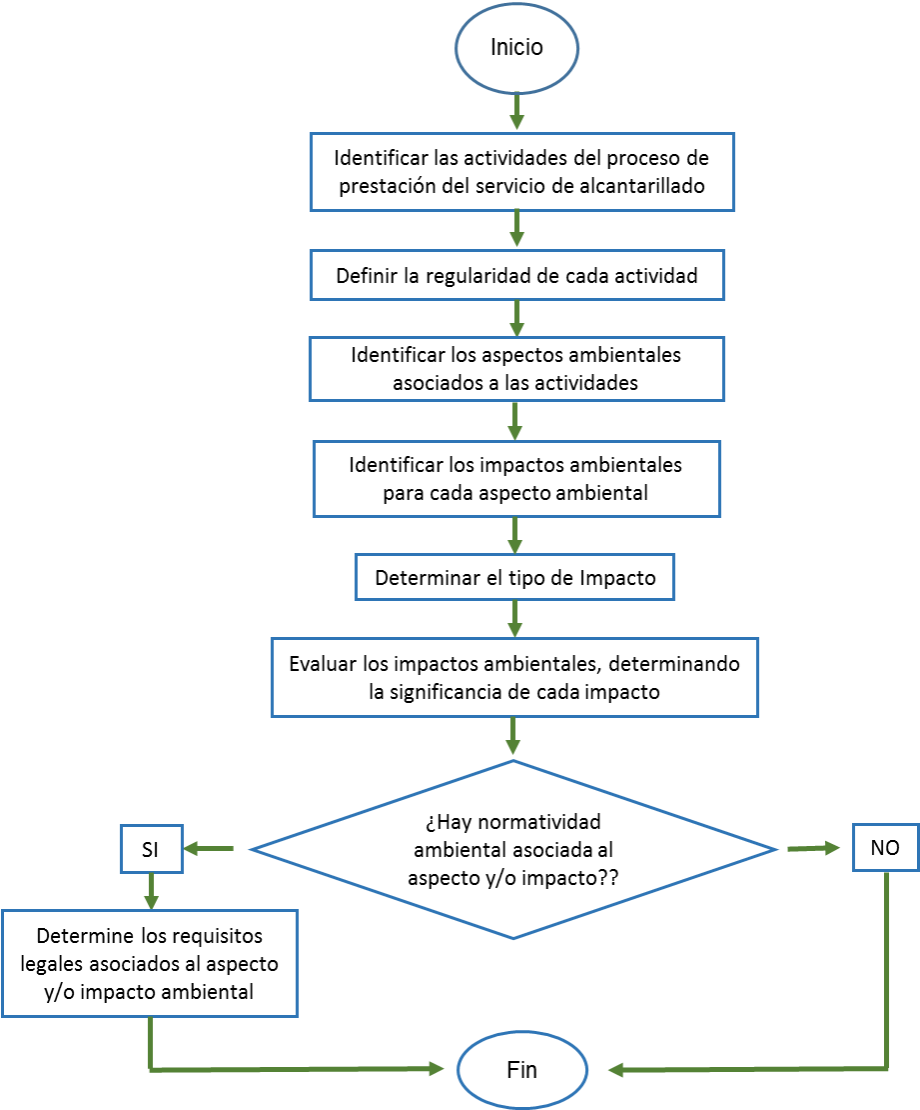 Inicio
Identificar las actividades del proceso de
prestación del servicio de alcantarillado
Definir la regularidad de cada actividad
Identificar los aspectos ambientales
asociados a las actividades
Identificar los impactos ambientales
para cada aspecto ambiental
Determinar el tipo de Impacto
Evaluar los impactos ambientales, determinando
la significancia de cada impacto
¿Hay normatividad
ambiental asociada al
aspecto y/o impacto??
SI
NO
Determine los requisitos
legales asociados al aspecto
y/o impacto ambiental
Fin